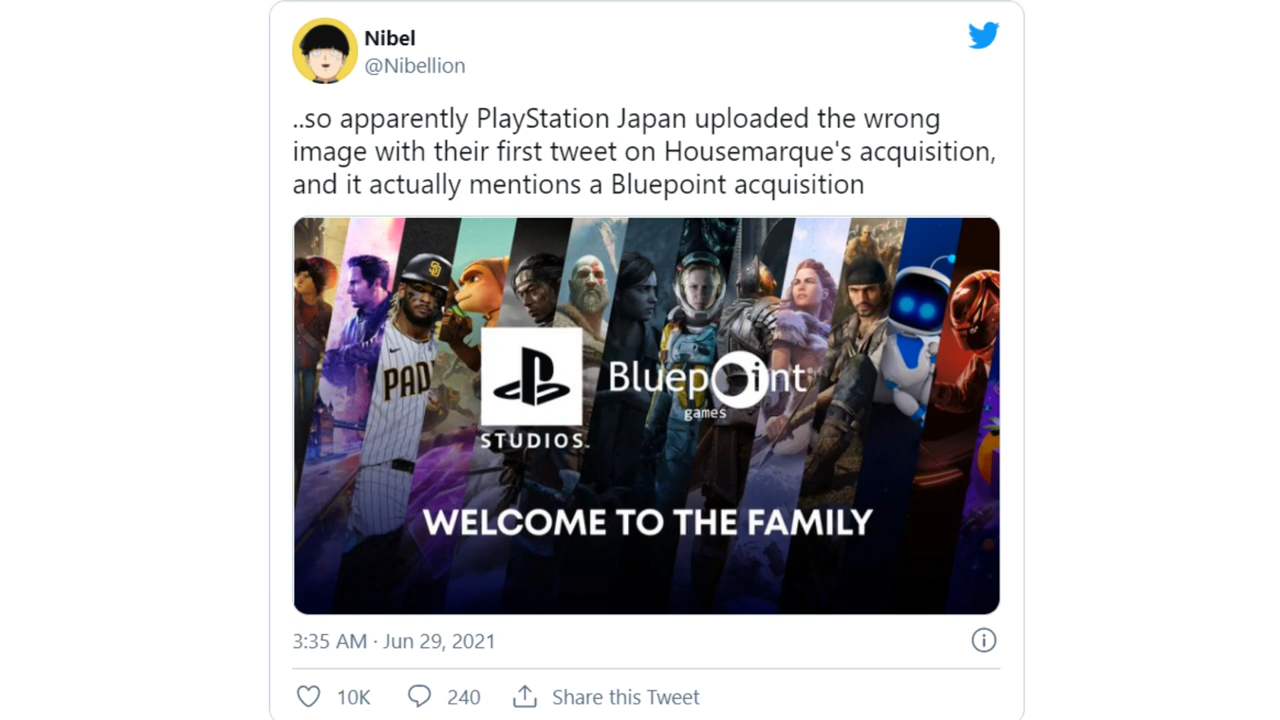 Nibel
@Nibellion
..so apparently PlayStation Japan uploaded the wrong
image with their first tweet on Housemarque's acquisition,
and it actually mentions a Bluepoint acquisition
SD
PAD
STUDIOS™
Bluepoint
games
WELCOME TO THE FAMILY
3:35 AM · Jun 29, 2021
10K
240
Share this Tweet